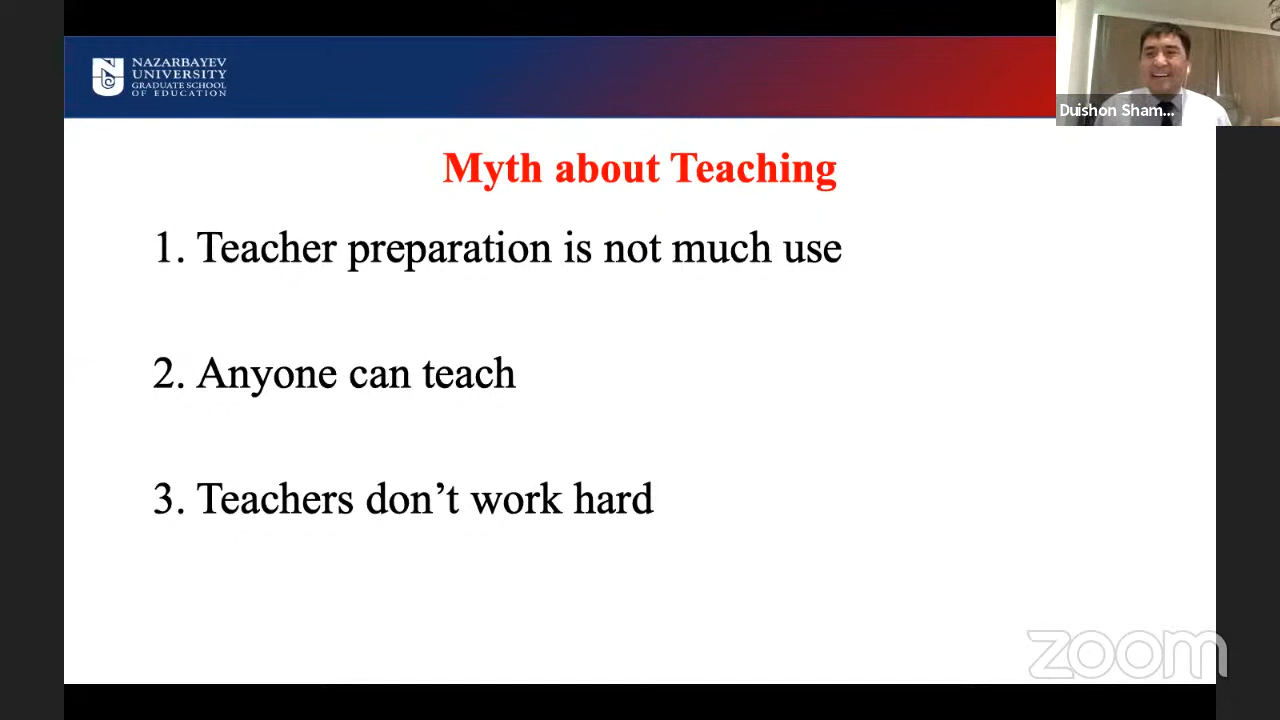 NAZARBAYEV
UNIVERSITY
GRADUATE SCHOOL
OF EDUCATION
Duishon Sham...
Myth about Teaching
1. Teacher preparation is not much use
2. Anyone can teach
3. Teachers don’t work hard
zoom